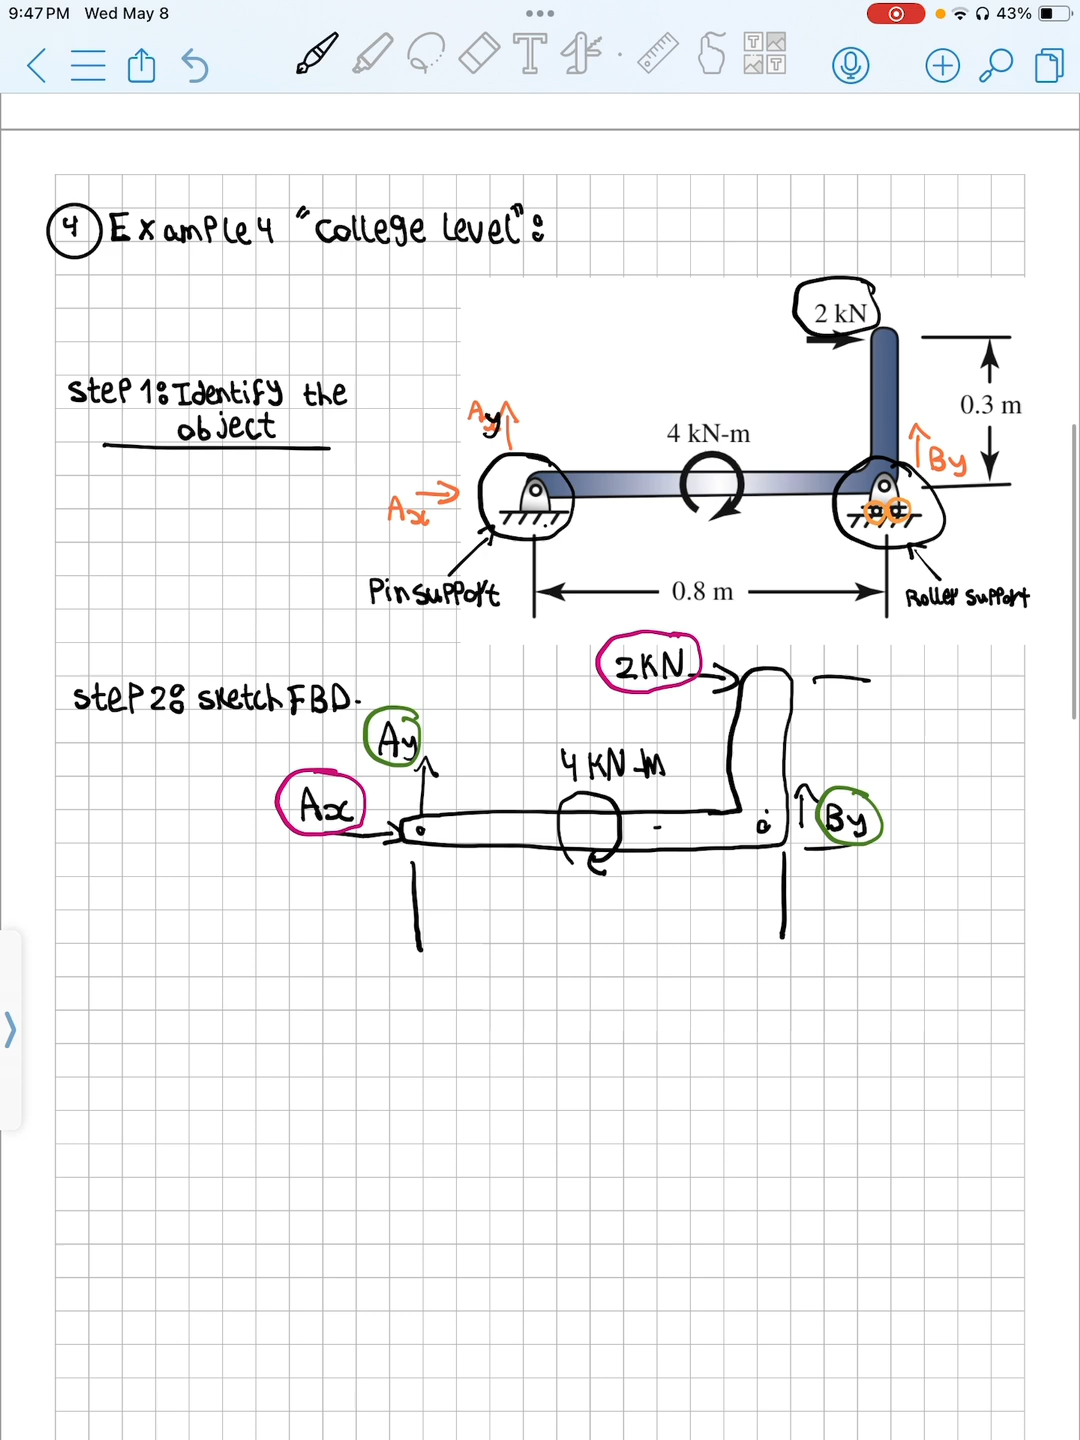 9:47 PM Wed May 8
43%
4 Example 4 "college level":
2 kN
Step 1: Identify the
object
Ay
4 kN-m
0.3 m
By
Ax
Pin support
0.8 m
Roller Support
2KN
Step 2: Sketch FBD.
Ay
4 KN-m
Ax
By